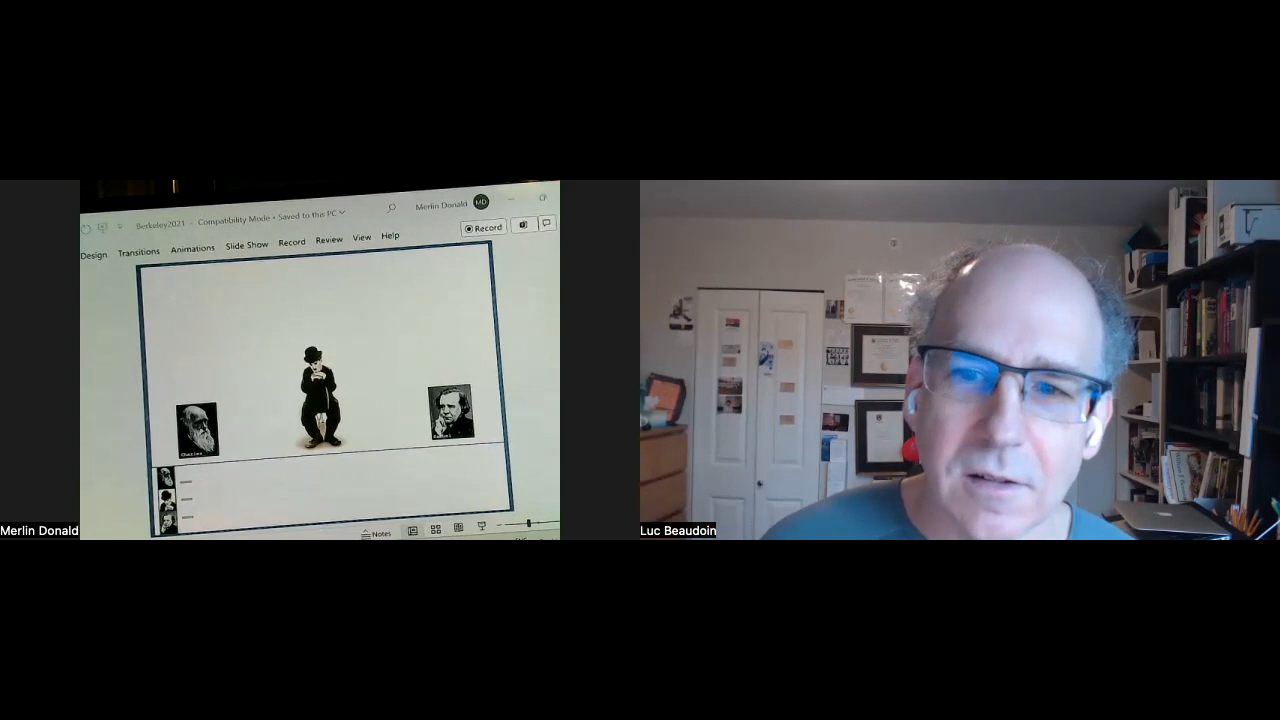 Berkeley2021 - Compatibility Mode • Saved to this PC
Merlin Donald
MD
Record
Design
Transitions
Animations
Slide Show
Record
Review
View
Help
Charles
Notes
Merlin Donald
Luc Beaudoin